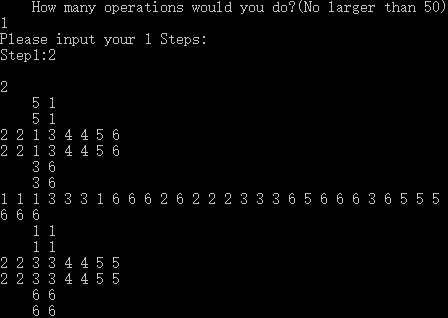 How many operations would you do?(No larger than 50)
1
Please input your 1 Steps:
Step1:2
2
5 1
5 1
2 2 1 3 4 4 5 6
2 2 1 3 4 4 5 6
3 6
3 6
1 1 1 3 3 3 1 6 6 6 2 6 2 2 2 3 3 3 6 5 6 6 6 3 6 5 5 5
6 6 6
1 1
1 1
2 2 3 3 4 4 5 5
2 2 3 3 4 4 5 5
6 6
6 6